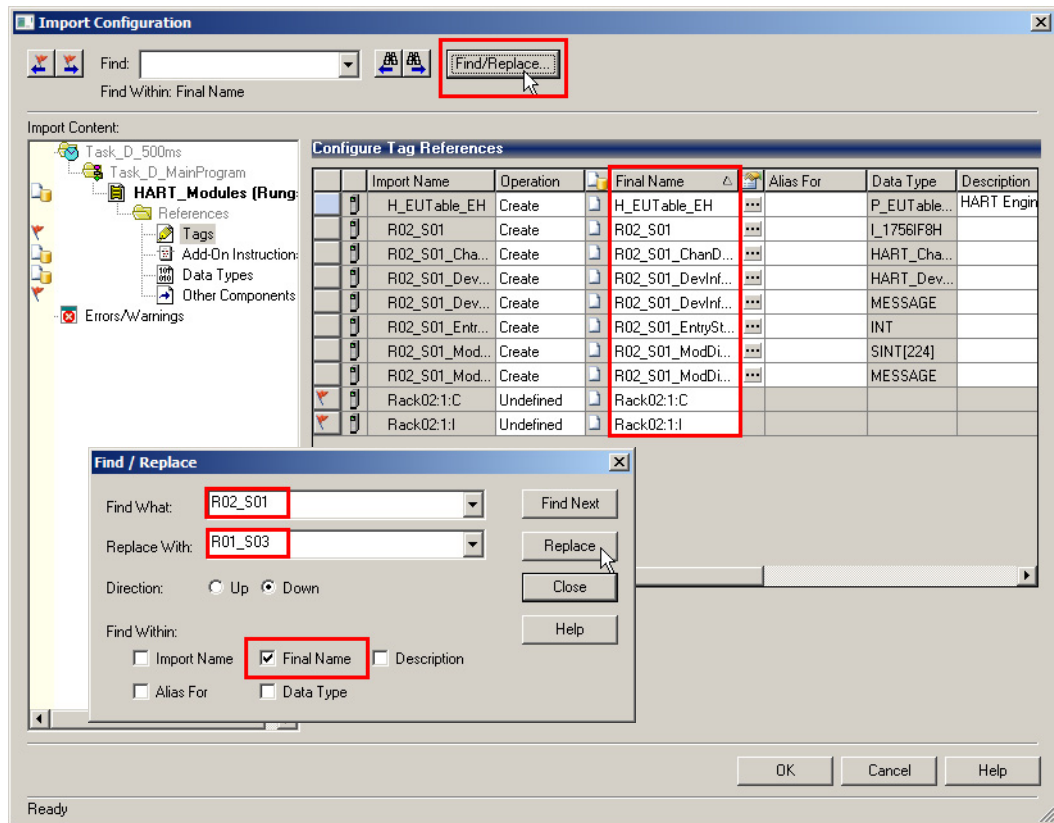 Import Configuration
Find:
Find/Replace...
Find Within: Final Name
Import Content:
Task_D_500ms
Task_D_MainProgram
HART_Modules (Rung
References
Tags
Add-On Instruction
Data Types
Other Components
Errors/Warnings
Configure Tag References
Import Name Operation Final Name Alias For Data Type Description
H_EUTable_EH Create H_EUTable_EH ... P_EUTable... HART Engin
R02_S01 Create R02_S01 ... I_1756IF8H
R02_S01_Cha... Create R02_S01_ChanD... ... HART_Cha...
R02_S01_Dev... Create R02_S01_DevInf... ... HART_Dev...
R02_S01_Dev... Create R02_S01_DevInf... ... MESSAGE
R02_S01_Entr... Create R02_S01_EntrySt... ... INT
R02_S01_Mod... Create R02_S01_ModDi... ... SINT[224]
R02_S01_Mod... Create R02_S01_ModDi... ... MESSAGE
Rack02:1:C Undefined Rack02:1:C
Rack02:1:I Undefined Rack02:1:I
Find / Replace
Find What: R02_S01 Find Next
Replace With: R01_S03 Replace
Direction: Up Down Close
Find Within: Help
Import Name Final Name Description
Alias For Data Type
OK Cancel Help
Ready